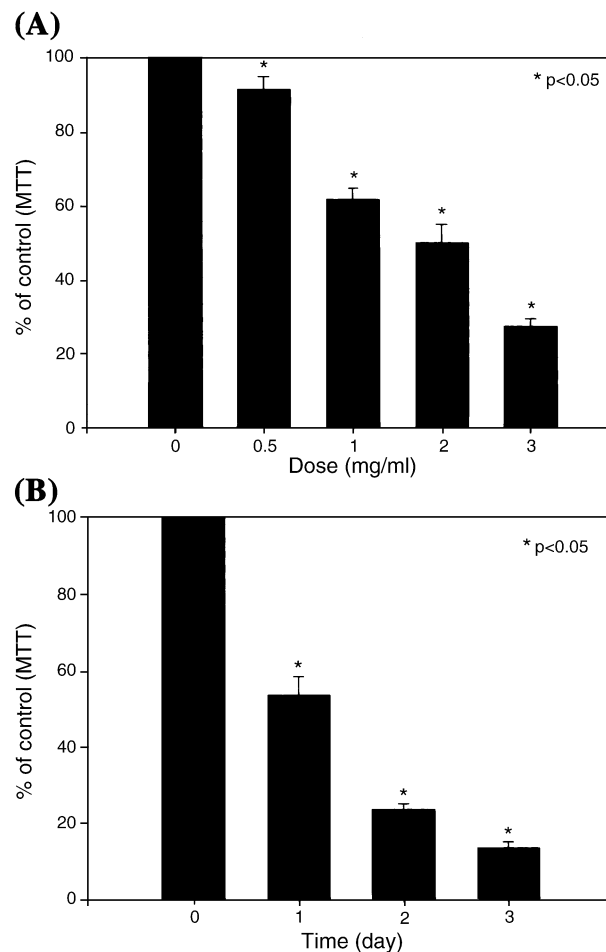 (A)
100
80
60
40
20
0
% of control (MTT)
* p<0.05
*
*
*
*
0 0.5 1 2 3
Dose (mg/ml)
(B)
100
80
60
40
20
0
% of control (MTT)
* p<0.05
*
*
*
0 1 2 3
Time (day)